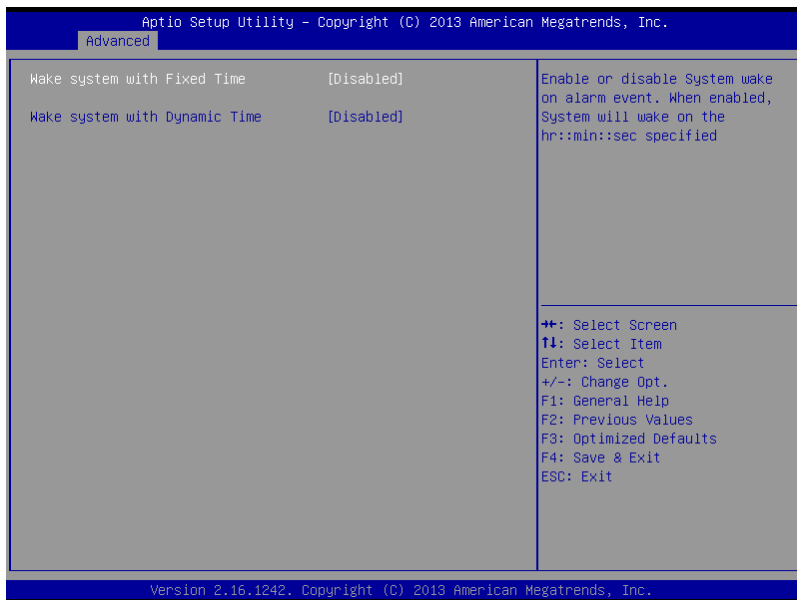 Aptio Setup Utility – Copyright (C) 2013 American Megatrends, Inc.
Advanced
Wake system with Fixed Time [Disabled]
Wake system with Dynamic Time [Disabled]
Enable or disable System wake
on alarm event. When enabled,
System will wake on the
hr::min::sec specified
→←: Select Screen
↑↓: Select Item
Enter: Select
+/-: Change Opt.
F1: General Help
F2: Previous Values
F3: Optimized Defaults
F4: Save & Exit
ESC: Exit
Version 2.16.1242. Copyright (C) 2013 American Megatrends, Inc.